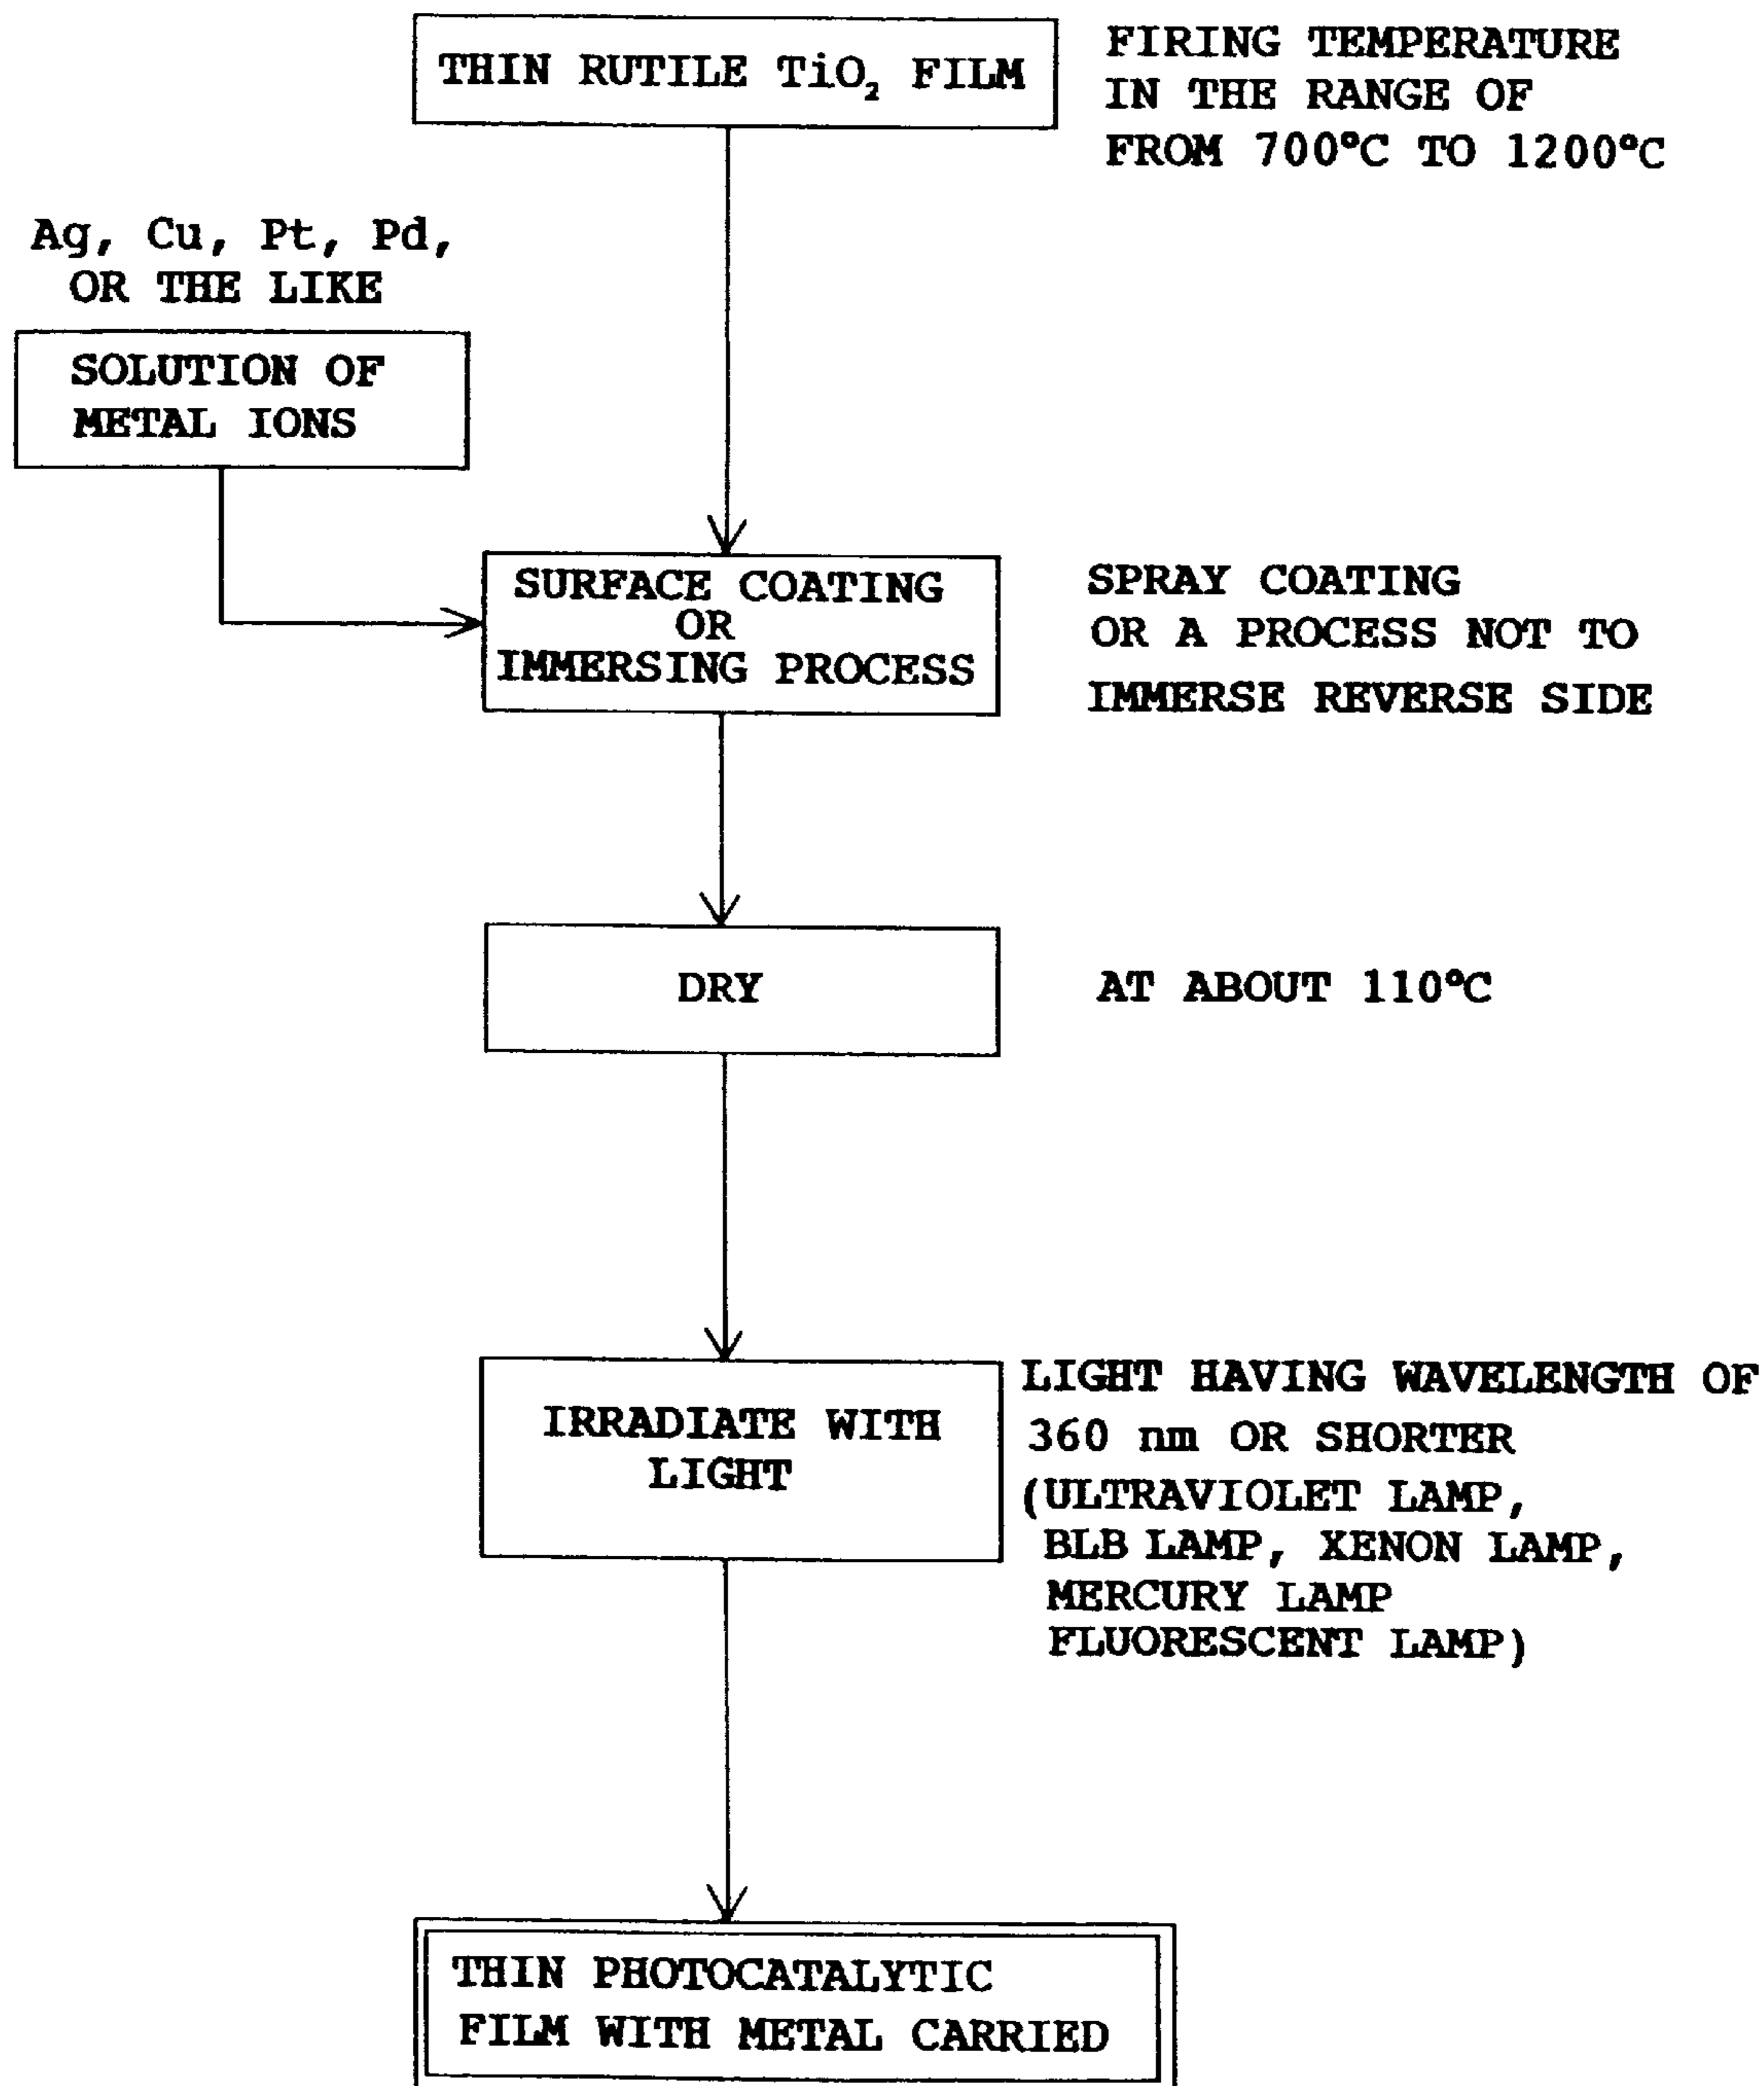 THIN RUTILE TiO₂ FILM
FIRING TEMPERATURE
IN THE RANGE OF
FROM 700°C TO 1200°C
Ag, Cu, Pt, Pd,
OR THE LIKE
SOLUTION OF
METAL IONS
SURFACE COATING
OR
IMMERSING PROCESS
SPRAY COATING
OR A PROCESS NOT TO
IMMERSE REVERSE SIDE
DRY
AT ABOUT 110°C
IRRADIATE WITH
LIGHT
LIGHT HAVING WAVELENGTH OF
360 nm OR SHORTER
(ULTRAVIOLET LAMP,
BLB LAMP, XENON LAMP,
MERCURY LAMP
FLUORESCENT LAMP)
THIN PHOTOCATALYTIC
FILM WITH METAL CARRIED